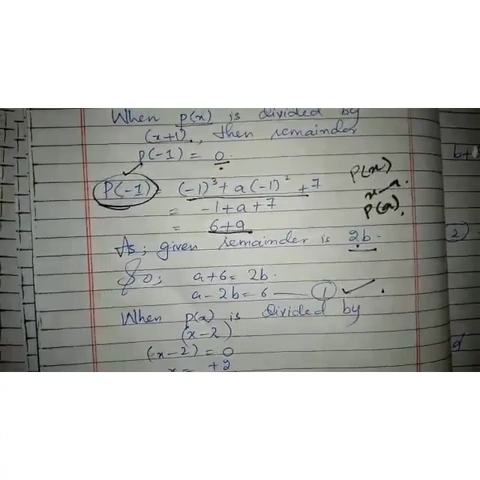 When p(x) is divided by
(x+1), then remainder
p(-1) = 0
P(-1) (-1)³ + a(-1)² + 7
= -1 + a + 7
= 6+a
P(x)
x-a.
P(a).
As; given remainder is 2b.
So; a+6 = 2b
a-2b=6 — ①
When p(x) is divided by
(x-2)
(x-2) = 0
x = +2
b+
2)